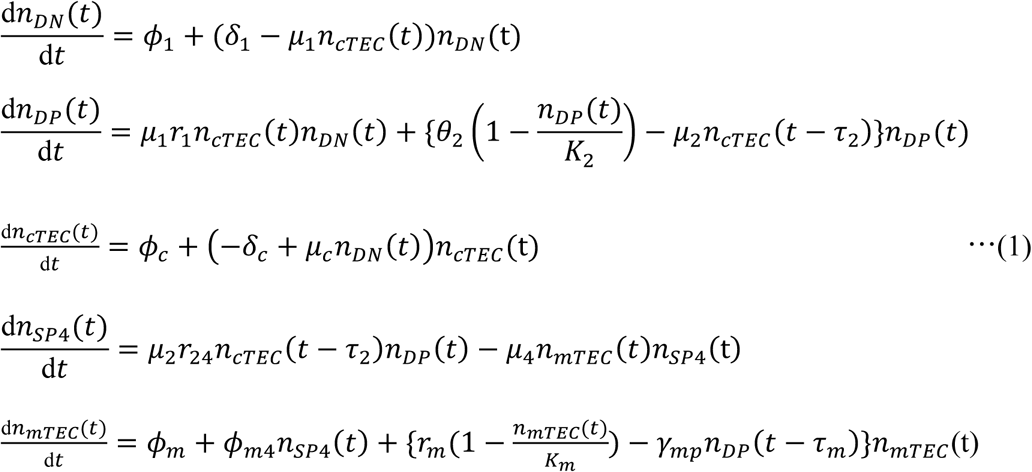 dn_{DN}(t)/dt = ϕ_1 + (δ_1 − μ_1 n_{cTEC}(t))n_{DN}(t)
dn_{DP}(t)/dt = μ_1 r_1 n_{cTEC}(t)n_{DN}(t) + {θ_2 (1 − n_{DP}(t)/K_2) − μ_2 n_{cTEC}(t − τ_2)}n_{DP}(t)
dn_{cTEC}(t)/dt = ϕ_c + (−δ_c + μ_c n_{DN}(t))n_{cTEC}(t) ⋯(1)
dn_{SP4}(t)/dt = μ_2 r_{24} n_{cTEC}(t − τ_2)n_{DP}(t) − μ_4 n_{mTEC}(t)n_{SP4}(t)
dn_{mTEC}(t)/dt = ϕ_m + ϕ_{m4} n_{SP4}(t) + {r_m(1 − n_{mTEC}(t)/K_m) − γ_{mp} n_{DP}(t − τ_m)}n_{mTEC}(t)